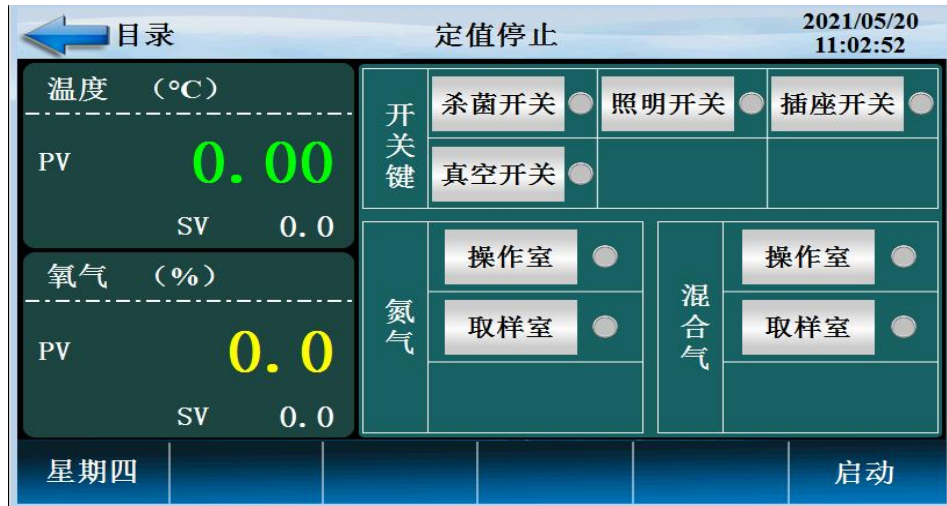 目录
定值停止
2021/05/20
11:02:52
温度 （°C）
PV 0.00
SV 0.0
氧气 （%）
PV 0.0
SV 0.0
开关键
杀菌开关
照明开关
插座开关
真空开关
氮气
操作室
取样室
混合气
操作室
取样室
星期四
启动